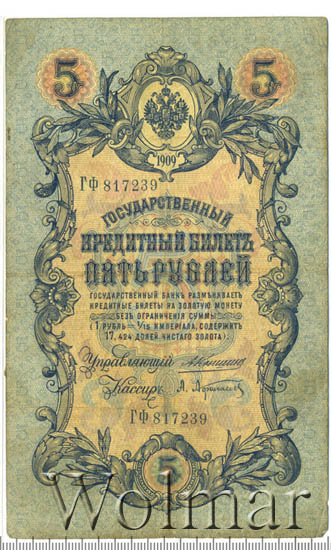 5 5
1909
ГФ 817239
ГОСУДАРСТВЕННЫЙ
КРЕДИТНЫЙ БИЛЕТЪ
ПЯТЬ РУБЛЕЙ
ГОСУДАРСТВЕННЫЙ БАНКЪ РАЗМѢНИВАЕТЪ
КРЕДИТНЫЕ БИЛЕТЫ НА ЗОЛОТУЮ МОНЕТУ
БЕЗЪ ОГРАНИЧЕНІЯ СУММЫ
(1 РУБЛЬ = 1/15 ИМПЕРІАЛА, СОДЕРЖИТЪ
17,424 ДОЛЕЙ ЧИСТАГО ЗОЛОТА);
Управляющій
Кассиръ
ГФ 817239
5
Wolmar